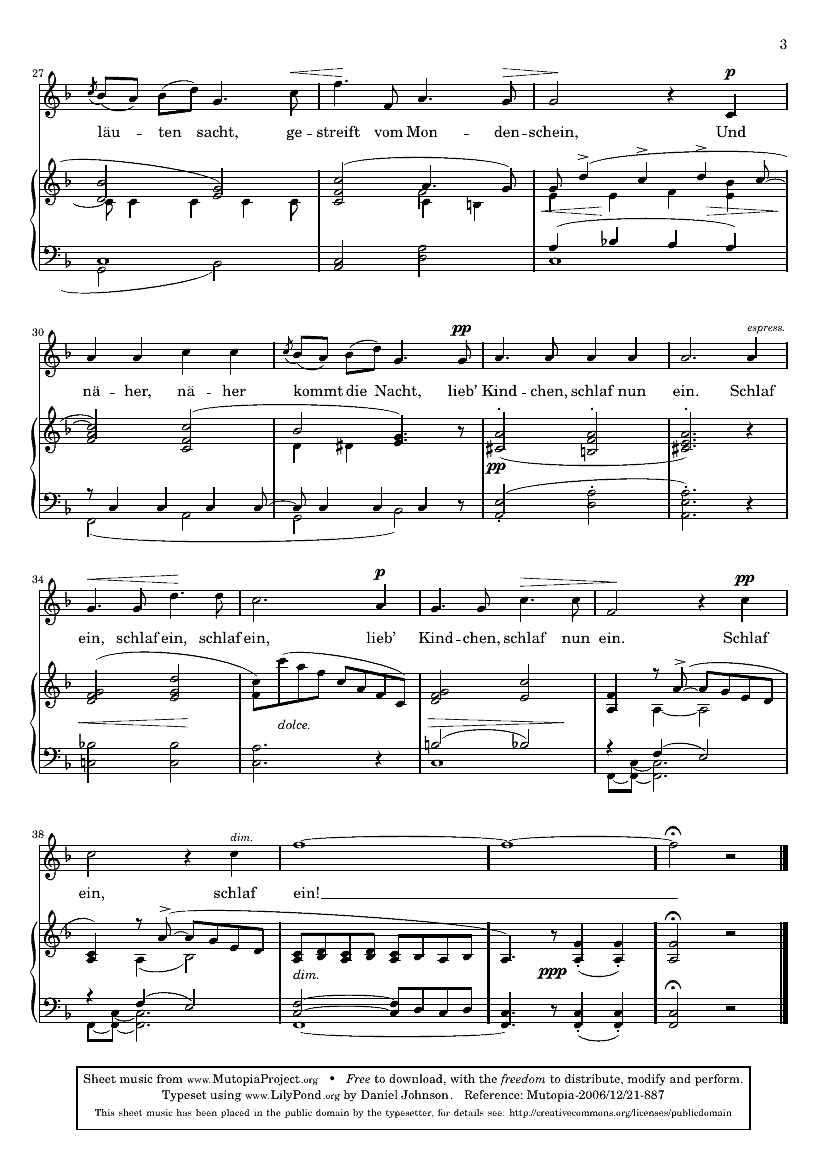 3
27
läu - ten sacht, ge - streift vom Mon - den - schein, Und
p
30
pp
espress.
nä - her, nä - her kommt die Nacht, lieb' Kind - chen, schlaf nun ein. Schlaf
pp
34
p
pp
ein, schlaf ein, schlaf ein, lieb' Kind - chen, schlaf nun ein. Schlaf
dolce.
38
dim.
ein, schlaf ein!
dim.
ppp
Sheet music from www.MutopiaProject.org • Free to download, with the freedom to distribute, modify and perform.
Typeset using www.LilyPond.org by Daniel Johnson. Reference: Mutopia-2006/12/21-887
This sheet music has been placed in the public domain by the typesetter, for details see: http://creativecommons.org/licenses/publicdomain